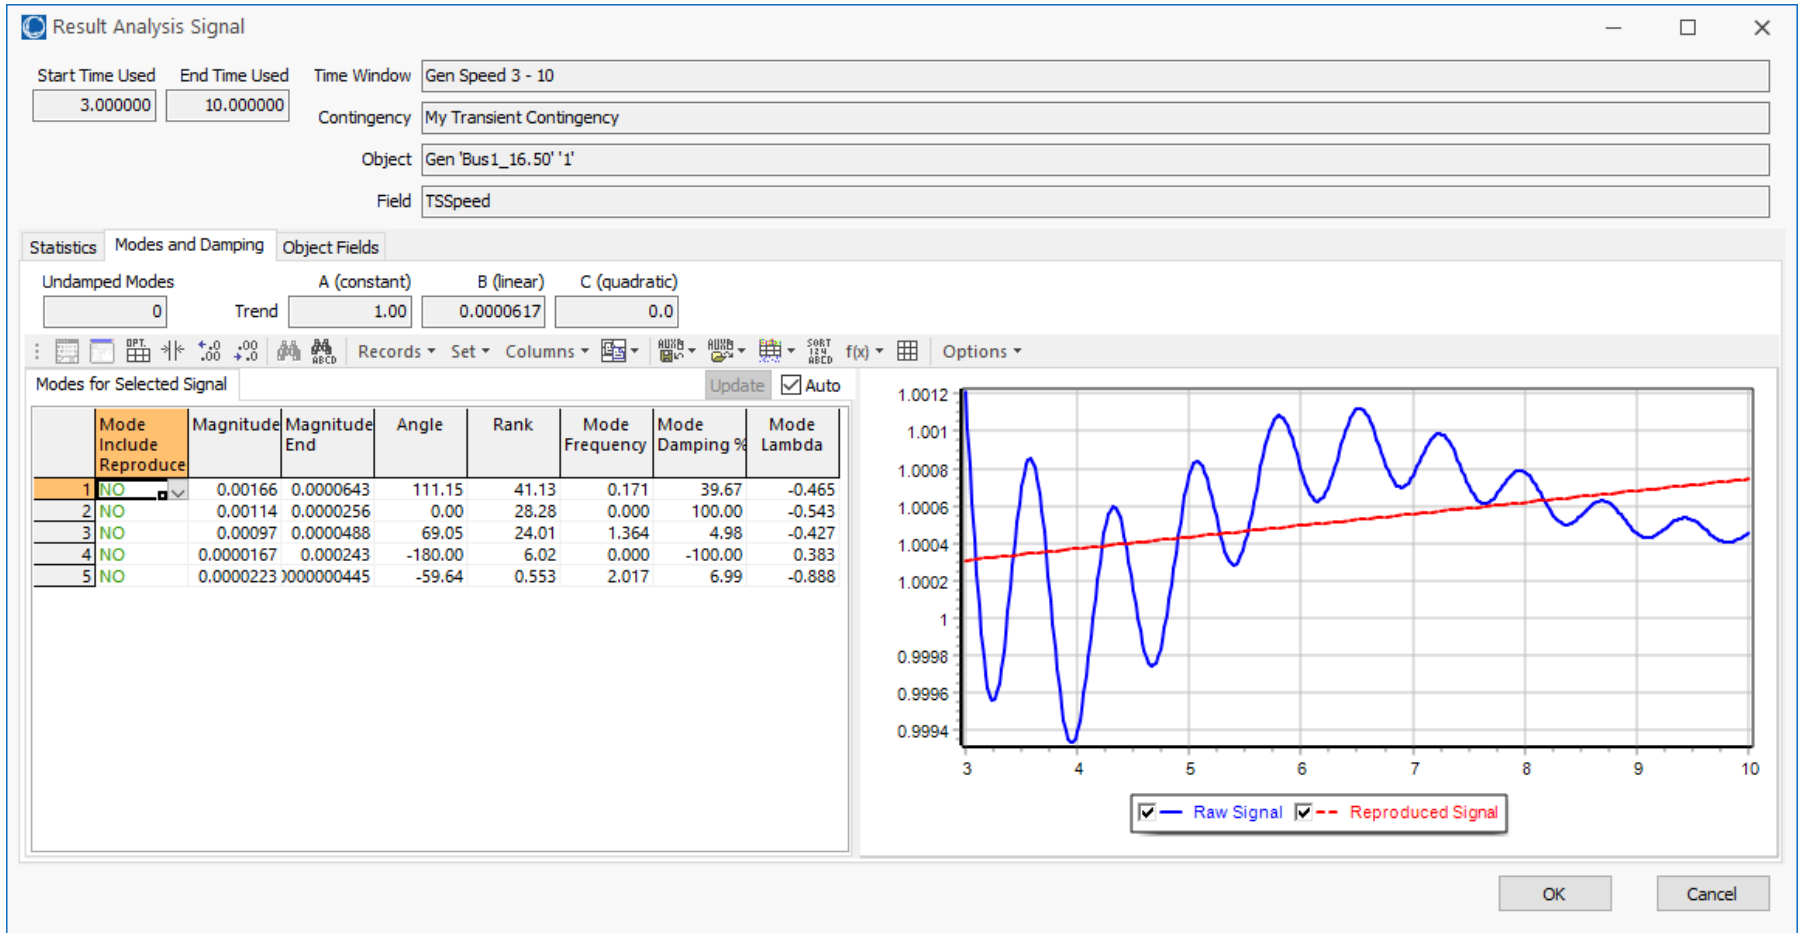 Result Analysis Signal
Start Time Used End Time Used Time Window Gen Speed 3 - 10
3.000000 10.000000
Contingency My Transient Contingency
Object Gen 'Bus1_16.50' '1'
Field TSSpeed
Statistics Modes and Damping Object Fields
Undamped Modes A (constant) B (linear) C (quadratic)
0 Trend 1.00 0.0000617 0.0
Records Set Columns f(x) Options
Modes for Selected Signal Update Auto
Mode Include Reproduce Magnitude Magnitude End Angle Rank Mode Frequency Mode Damping % Mode Lambda
1 NO 0.00166 0.0000643 111.15 41.13 0.171 39.67 -0.465
2 NO 0.00114 0.0000256 0.00 28.28 0.000 100.00 -0.543
3 NO 0.00097 0.0000488 69.05 24.01 1.364 4.98 -0.427
4 NO 0.0000167 0.000243 -180.00 6.02 0.000 -100.00 0.383
5 NO 0.0000223 0000000445 -59.64 0.553 2.017 6.99 -0.888
1.0012
1.001
1.0008
1.0006
1.0004
1.0002
1
0.9998
0.9996
0.9994
3 4 5 6 7 8 9 10
Raw Signal Reproduced Signal
OK Cancel